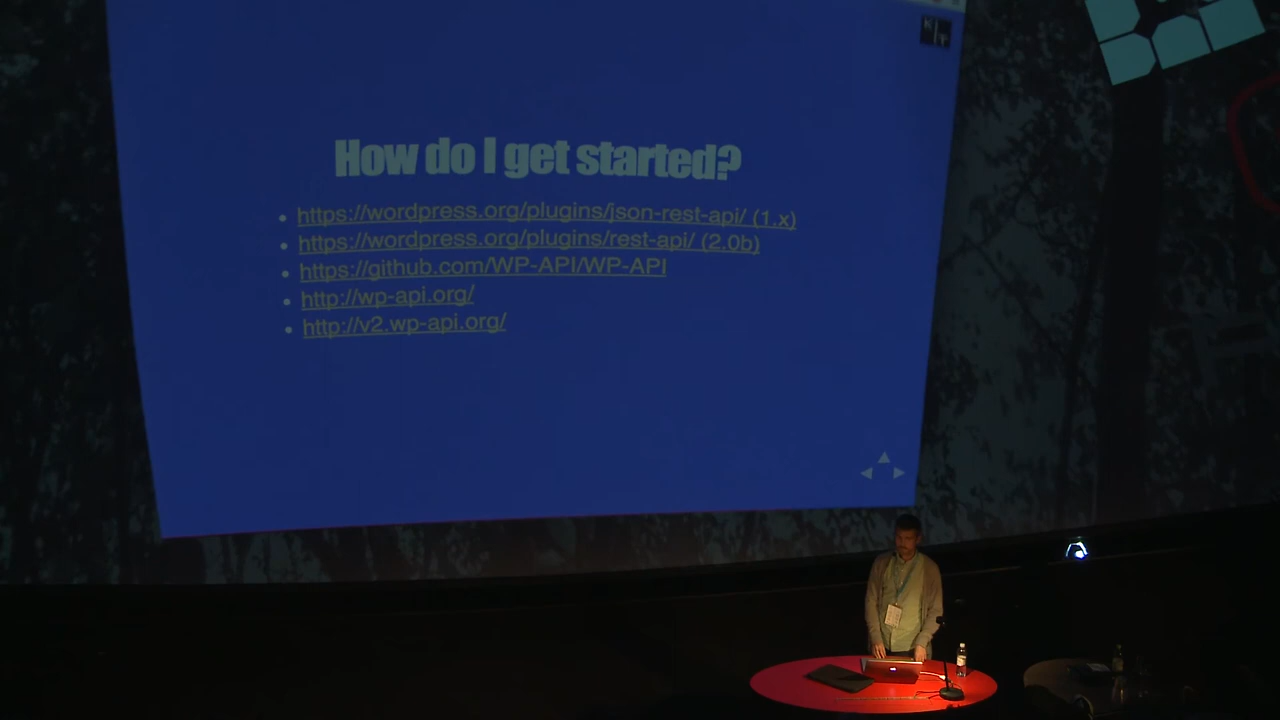 K T
How do I get started?
https://wordpress.org/plugins/json-rest-api/ (1.x)
https://wordpress.org/plugins/rest-api/ (2.0b)
https://github.com/WP-API/WP-API
http://wp-api.org/
http://v2.wp-api.org/